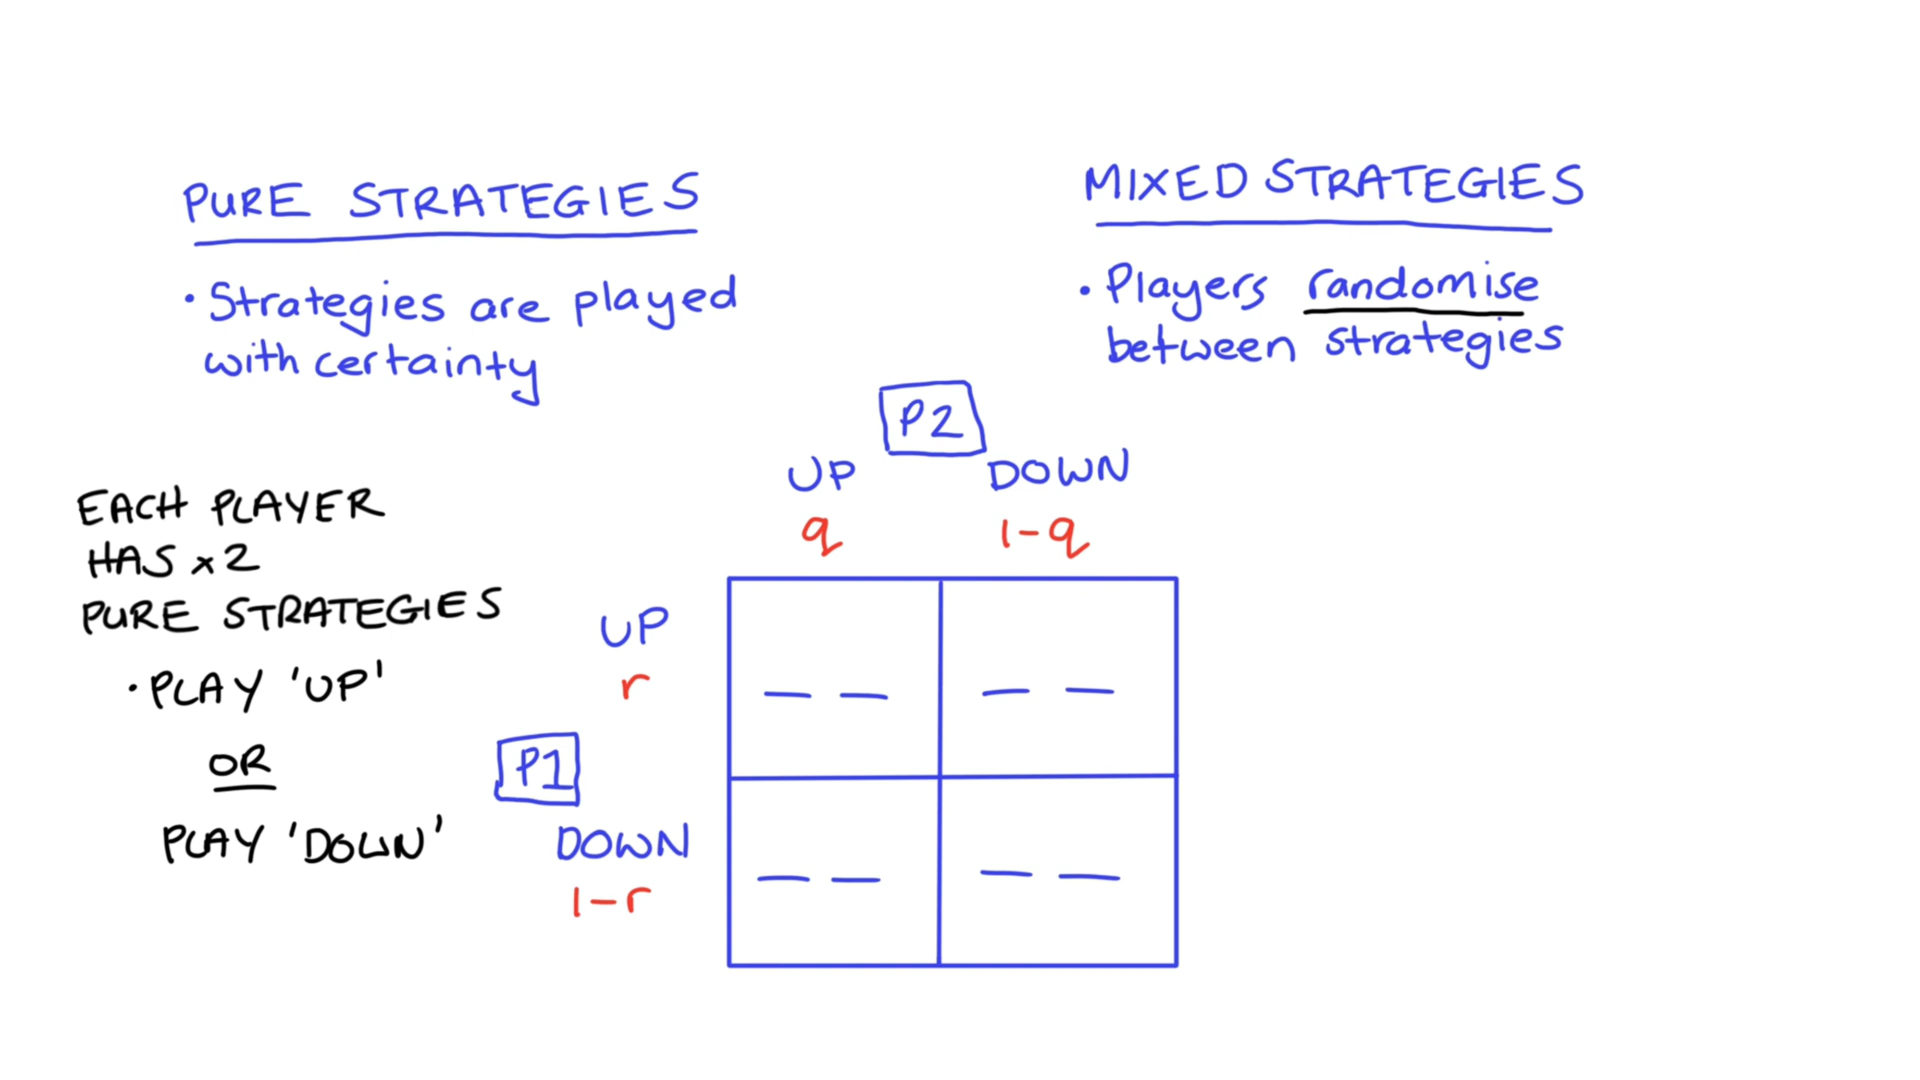 PURE STRATEGIES
• Strategies are played
with certainty
MIXED STRATEGIES
• Players randomise
between strategies
EACH PLAYER
HAS x2
PURE STRATEGIES
• PLAY 'UP'
OR
PLAY 'DOWN'
P2
UP DOWN
q 1-q
UP
r
P1
DOWN
1-r